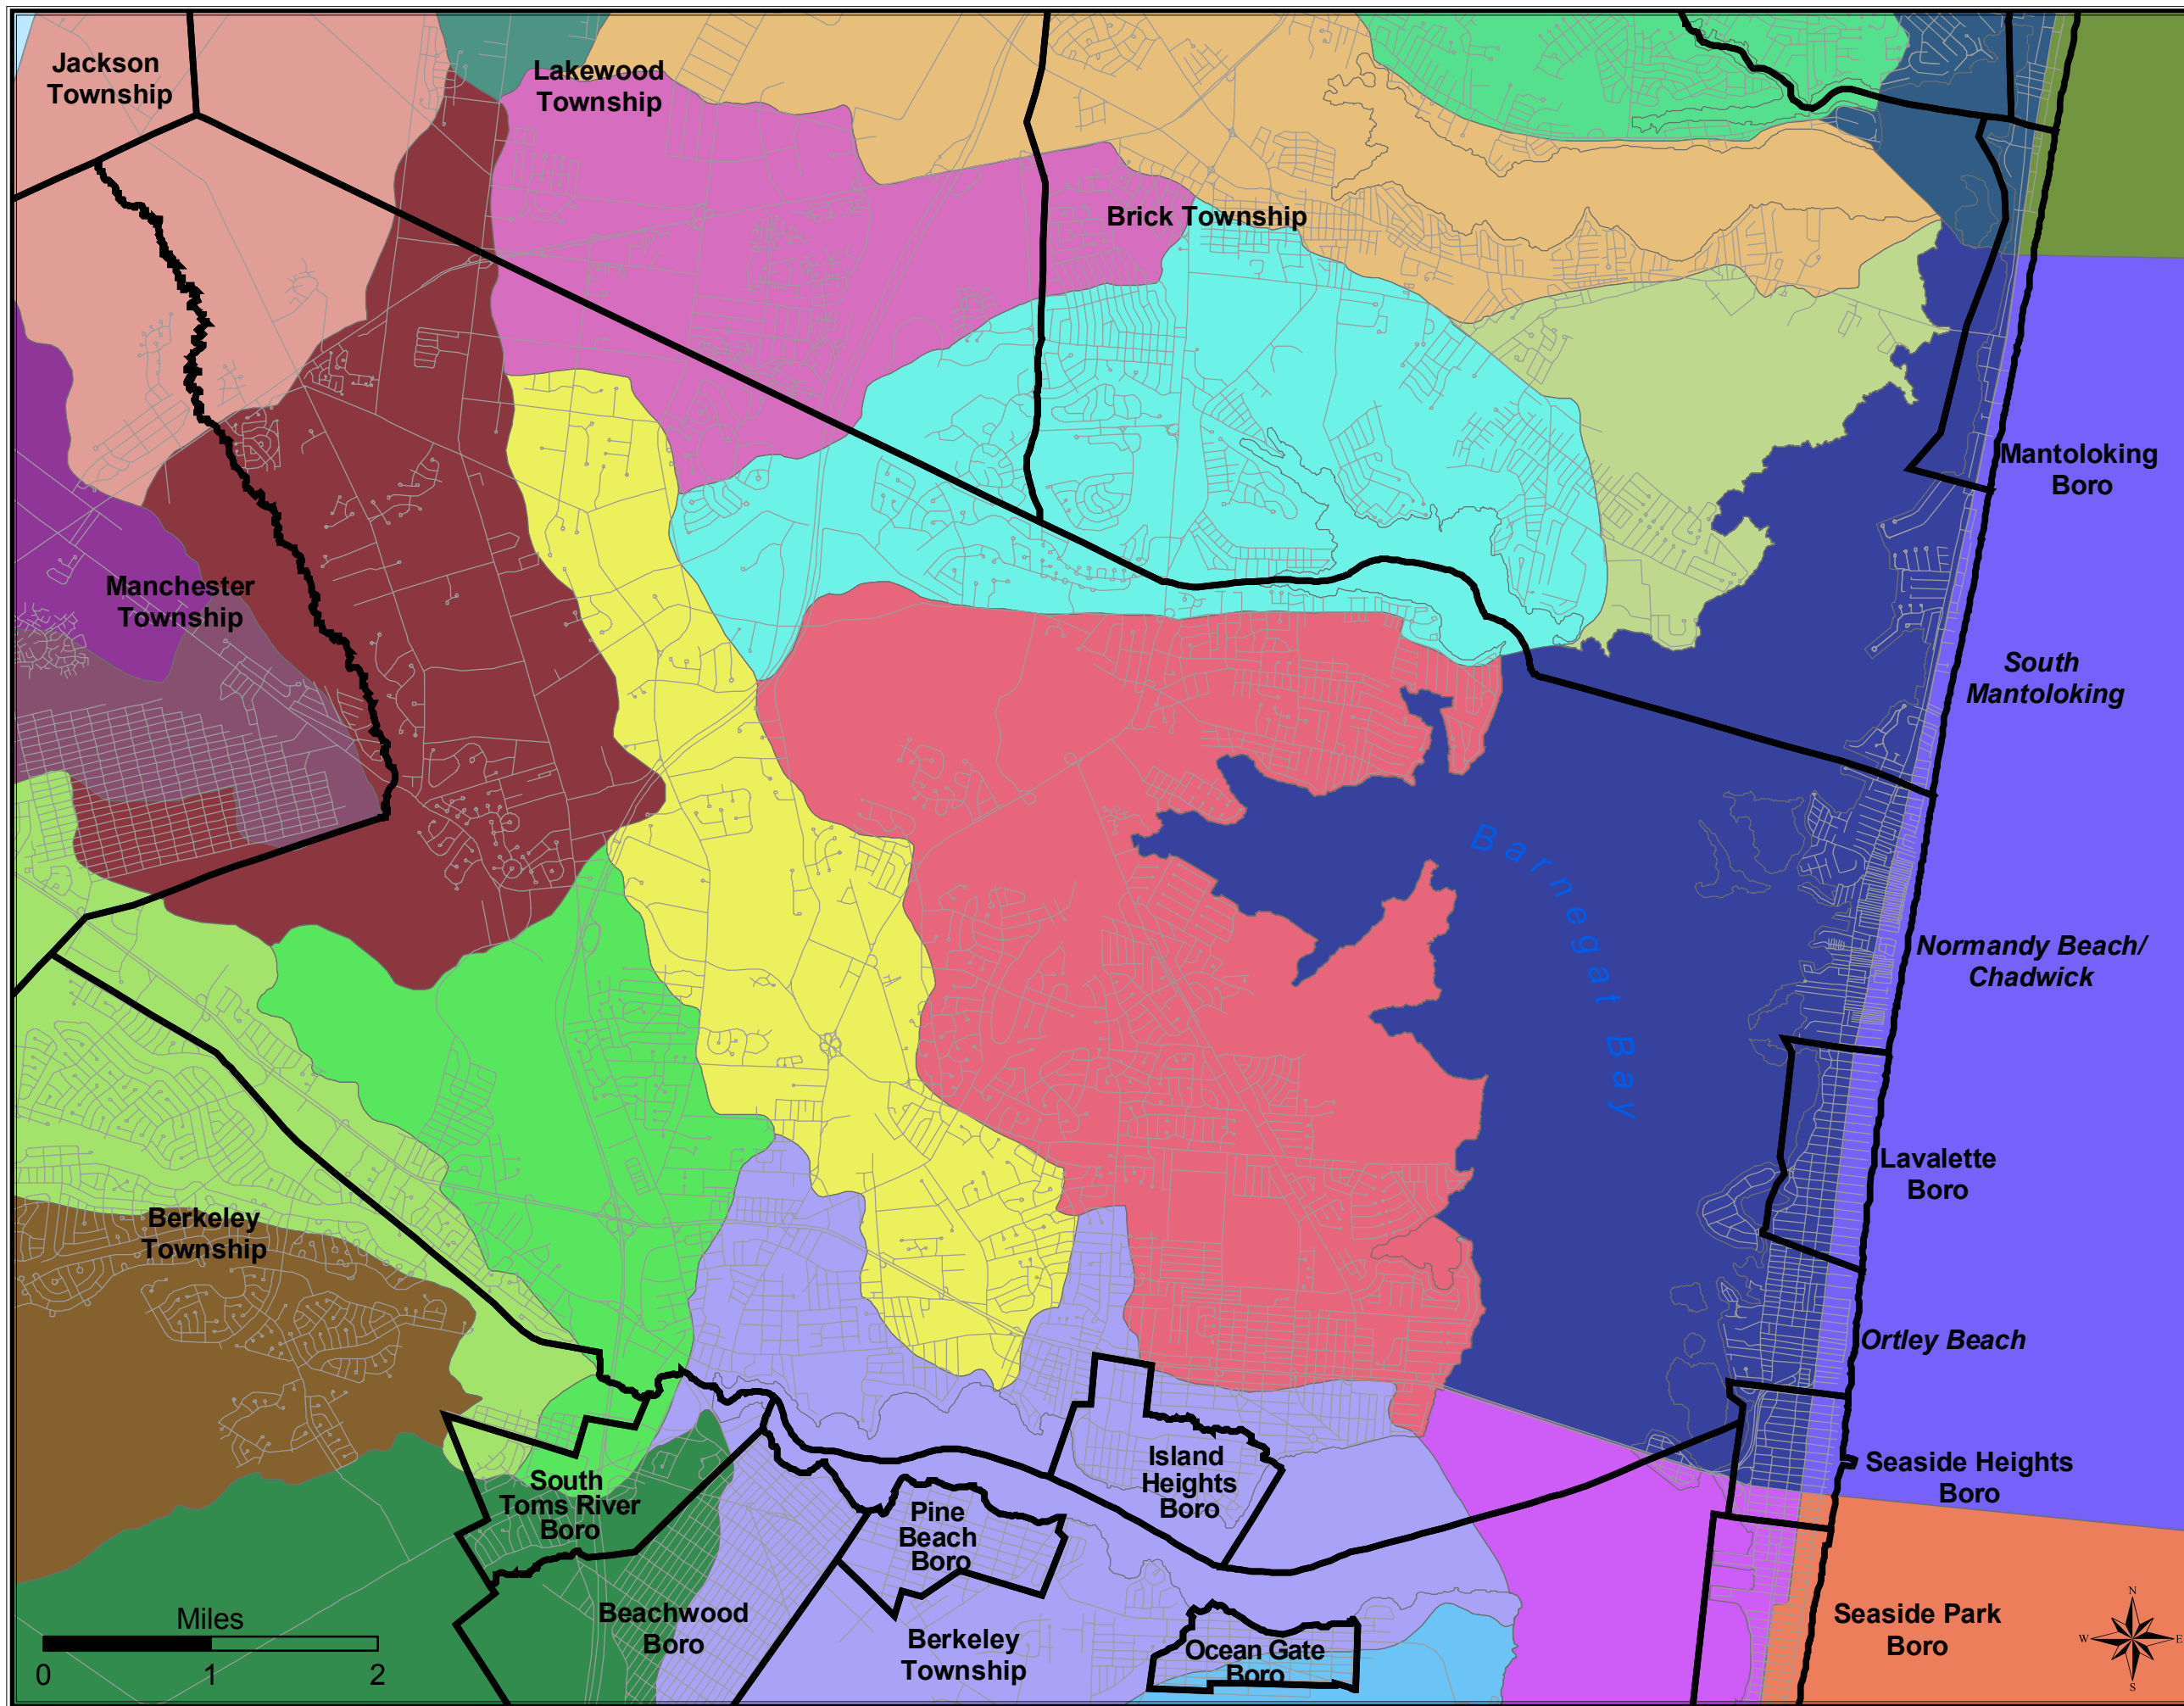 Jackson
Township
Lakewood
Township
Brick Township
Mantoloking
Boro
Manchester
Township
South
Mantoloking
Barnegat Bay
Normandy Beach/
Chadwick
Lavalette
Boro
Berkeley
Township
Ortley Beach
Island
Heights
Boro
Seaside Heights
Boro
South
Toms River
Boro
Pine
Beach
Boro
Beachwood
Boro
Berkeley
Township
Ocean Gate
Boro
Seaside Park
Boro
Miles
0 1 2
N
W E
S